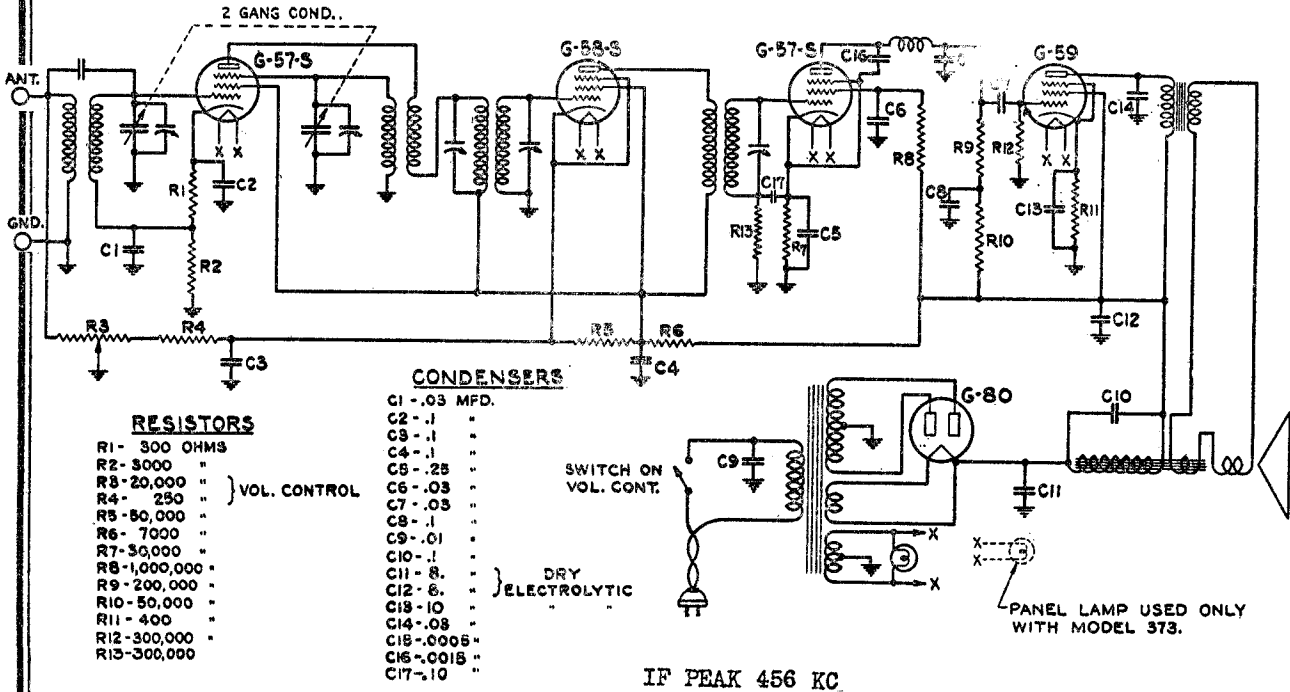 2 GANG COND..
ANT.
G-57-S
G-58-S
G-57-S
C16
G-59
C6
C14
R1
C2
R8
R9
R12
C8
C17
GND.
C1
R2
R13
R7
C5
R10
C13
R11
R3
R4
C3
R5
R6
C4
C12
CONDENSERS
C1 -.03 MFD.
C2 - .1 "
C3 - .1 "
C4 - .1 "
C5 - .25 "
C6 - .03 "
C7 - .03 "
C8 - .1 "
C9 - .01 "
C10 - .1 "
C11 - 8. "
C12 - 8. "
C13 - 10 "
C14 -.03 "
C15 -.0005 "
C16 -.0015 "
C17 -.10 "
DRY
ELECTROLYTIC
" "
RESISTORS
R1- 300 OHMS
R2- 3000 "
R3-20,000 "
R4- 250 "
R5-50,000 "
R6- 7000 "
R7-30,000 "
R8-1,000,000 "
R9-200,000 "
R10-50,000 "
R11-400 "
R12-300,000 "
R13-300,000
VOL. CONTROL
SWITCH ON
VOL. CONT.
C9
G-80
C10
C11
X
X
X
X
PANEL LAMP USED ONLY
WITH MODEL 373.
IF PEAK 456 KC